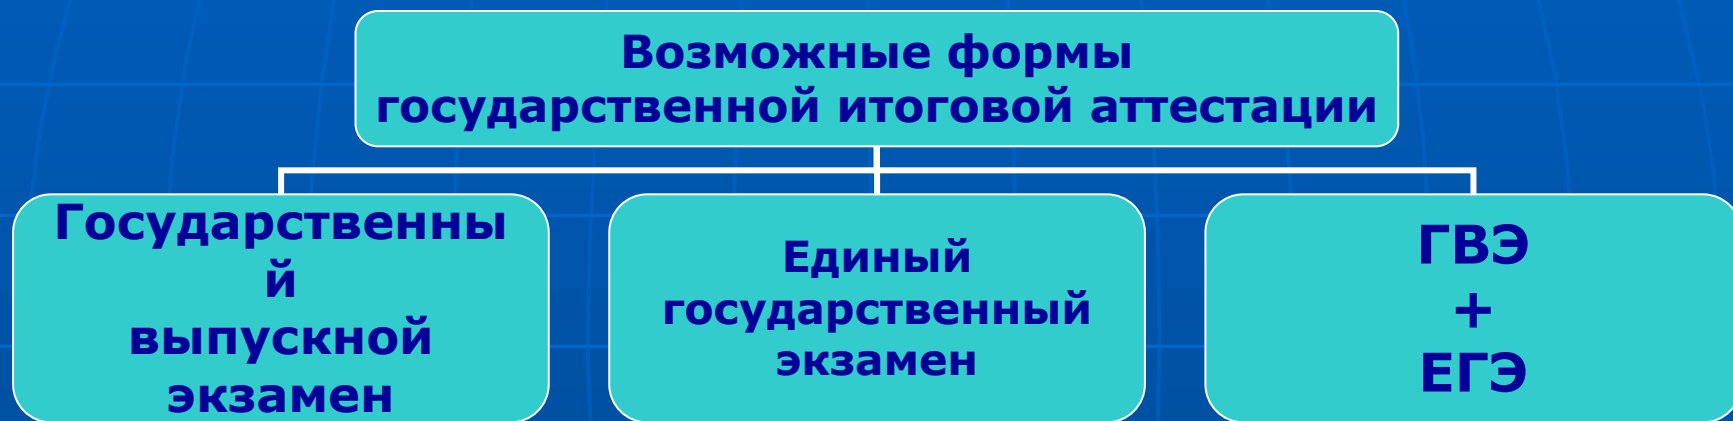 Возможные формы
государственной итоговой аттестации
Государственны
й
выпускной
экзамен
Единый
государственный
экзамен
ГВЭ
+
ЕГЭ